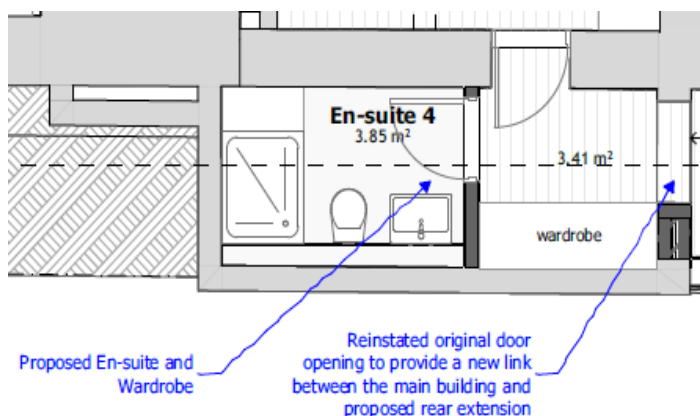 En-suite 4
3.85 m²
3.41 m²
wardrobe
Proposed En-suite and
Wardrobe
Reinstated original door
opening to provide a new link
between the main building and
proposed rear extension